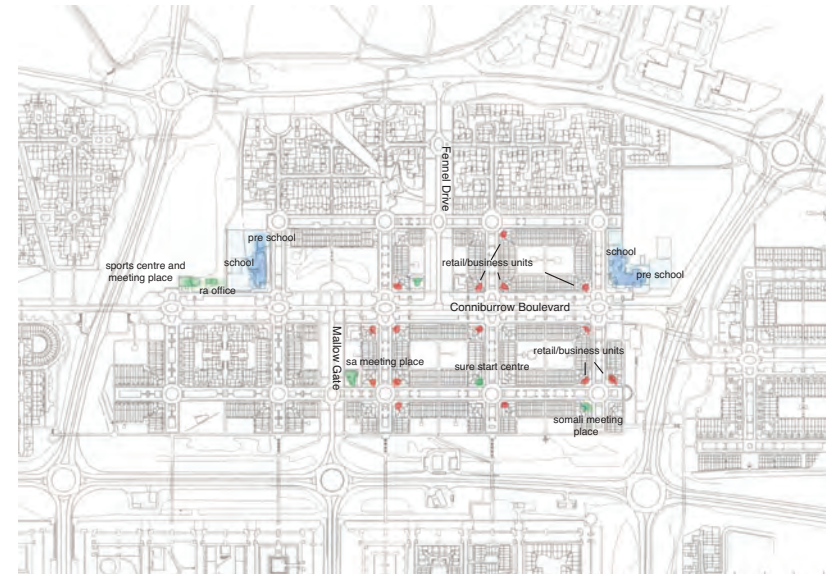 Fennel Drive
pre school
school
school
pre school
sports centre and
meeting place
ra office
retail/business units
Conniburrow Boulevard
Mallow Gate
sa meeting place
sure start centre
retail/business units
somali meeting
place